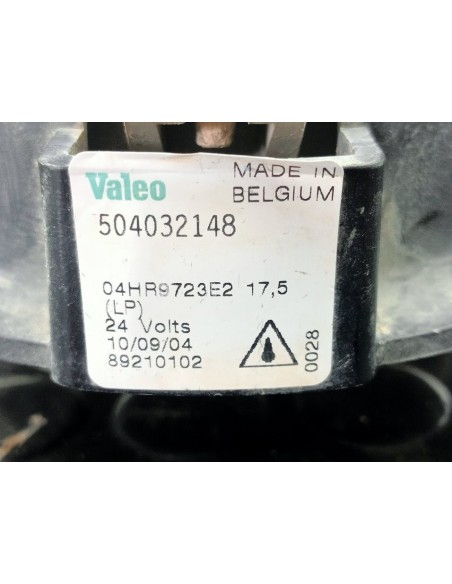 Valeo
MADE IN
BELGIUM
504032148
04HR9723E2 17,5
(LP)
24 Volts
10/09/04
89210102
0028